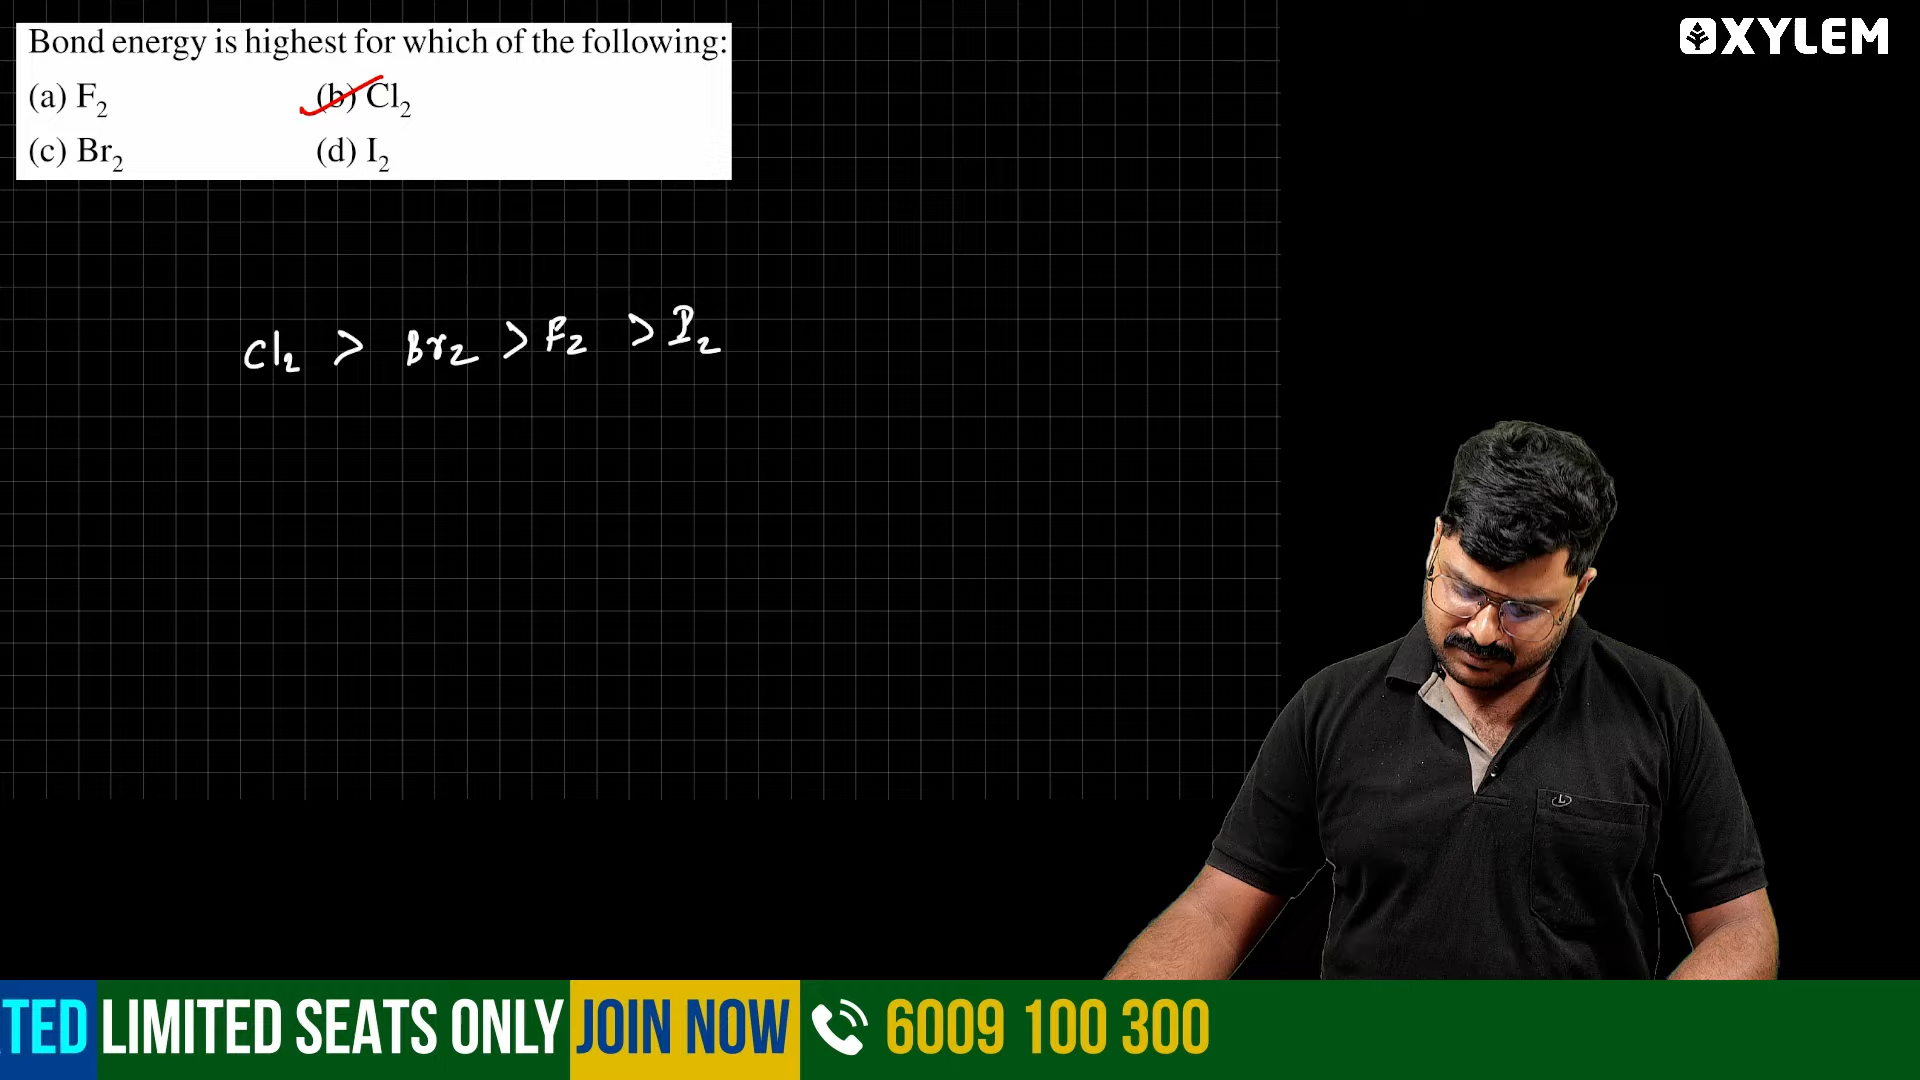 Bond energy is highest for which of the following:
(a) F₂ (b) Cl₂
(c) Br₂ (d) I₂
XYLEM
Cl₂ > Br₂ > F₂ > I₂
TED LIMITED SEATS ONLY JOIN NOW 6009 100 300